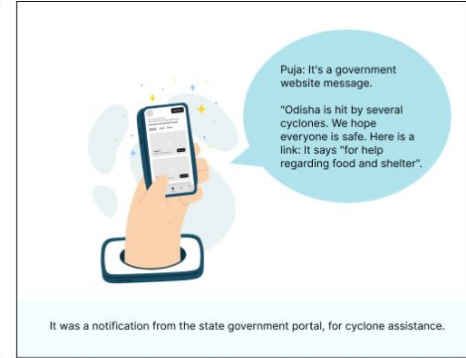 Puja: It's a government
website message.
"Odisha is hit by several
cyclones. We hope
everyone is safe. Here is a
link: It says "for help
regarding food and shelter".
It was a notification from the state government portal, for cyclone assistance.